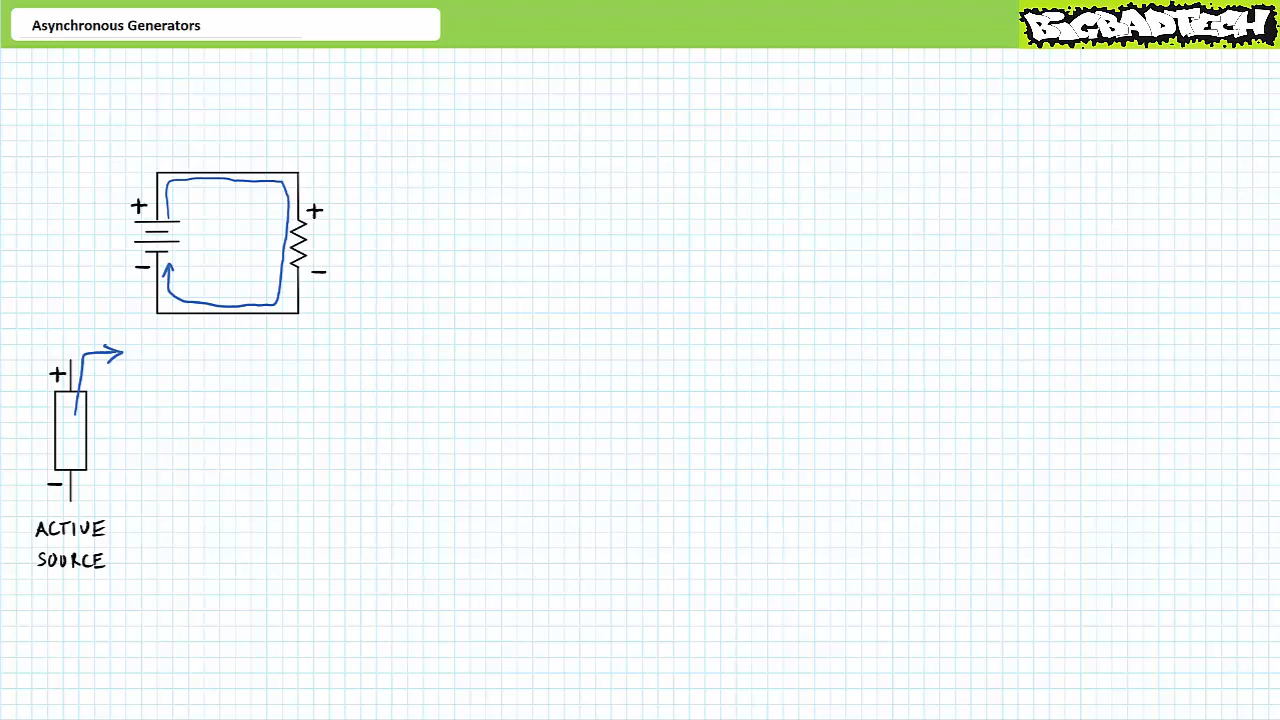 Asynchronous Generators
BIGBADTECH
+
+
−
−
+
−
ACTIVE
SOURCE